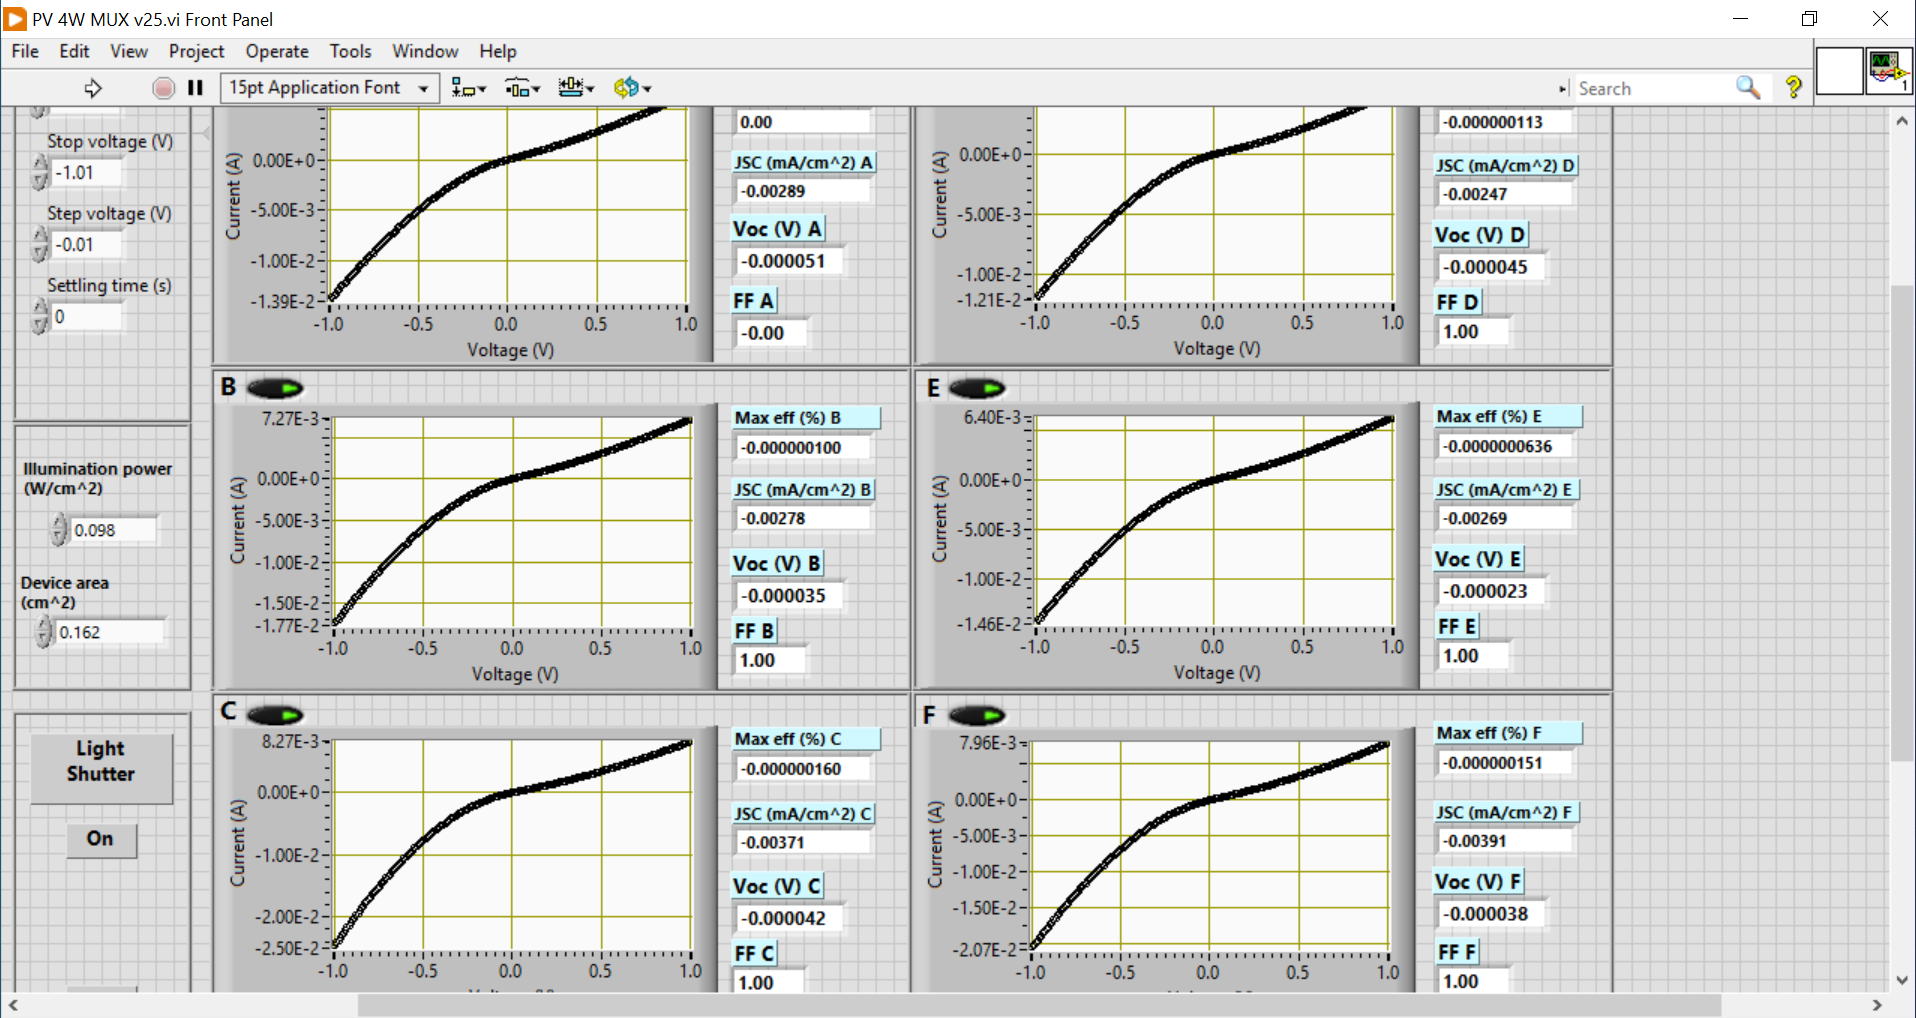 PV 4W MUX v25.vi Front Panel
File Edit View Project Operate Tools Window Help
15pt Application Font
Search
1
Stop voltage (V)
-1.01
Step voltage (V)
-0.01
Settling time (s)
0
Illumination power
(W/cm^2)
0.098
Device area
(cm^2)
0.162
Light
Shutter
On
Current (A)
0.00E+0
-5.00E-3
-1.00E-2
-1.39E-2
-1.0 -0.5 0.0 0.5 1.0
Voltage (V)
0.00
JSC (mA/cm^2) A
-0.00289
Voc (V) A
-0.000051
FF A
-0.00
Current (A)
0.00E+0
-5.00E-3
-1.00E-2
-1.21E-2
-1.0 -0.5 0.0 0.5 1.0
Voltage (V)
-0.000000113
JSC (mA/cm^2) D
-0.00247
Voc (V) D
-0.000045
FF D
1.00
B
Current (A)
7.27E-3
0.00E+0
-5.00E-3
-1.00E-2
-1.50E-2
-1.77E-2
-1.0 -0.5 0.0 0.5 1.0
Voltage (V)
Max eff (%) B
-0.000000100
JSC (mA/cm^2) B
-0.00278
Voc (V) B
-0.000035
FF B
1.00
E
Current (A)
6.40E-3
0.00E+0
-5.00E-3
-1.00E-2
-1.46E-2
-1.0 -0.5 0.0 0.5 1.0
Voltage (V)
Max eff (%) E
-0.0000000636
JSC (mA/cm^2) E
-0.00269
Voc (V) E
-0.000023
FF E
1.00
C
Current (A)
8.27E-3
0.00E+0
-1.00E-2
-2.00E-2
-2.50E-2
-1.0 -0.5 0.0 0.5 1.0
Max eff (%) C
-0.000000160
JSC (mA/cm^2) C
-0.00371
Voc (V) C
-0.000042
FF C
1.00
F
Current (A)
7.96E-3
0.00E+0
-5.00E-3
-1.00E-2
-1.50E-2
-2.07E-2
-1.0 -0.5 0.0 0.5 1.0
Max eff (%) F
-0.000000151
JSC (mA/cm^2) F
-0.00391
Voc (V) F
-0.000038
FF F
1.00